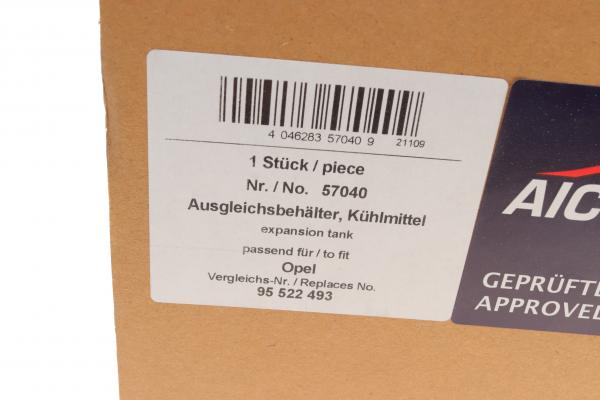 4 046283 57040 9 21109
1 Stück / piece
Nr. / No. 57040
Ausgleichsbehälter, Kühlmittel
expansion tank
passend für / to fit
Opel
Vergleichs-Nr. / Replaces No.
95 522 493
AIC
APPROVED